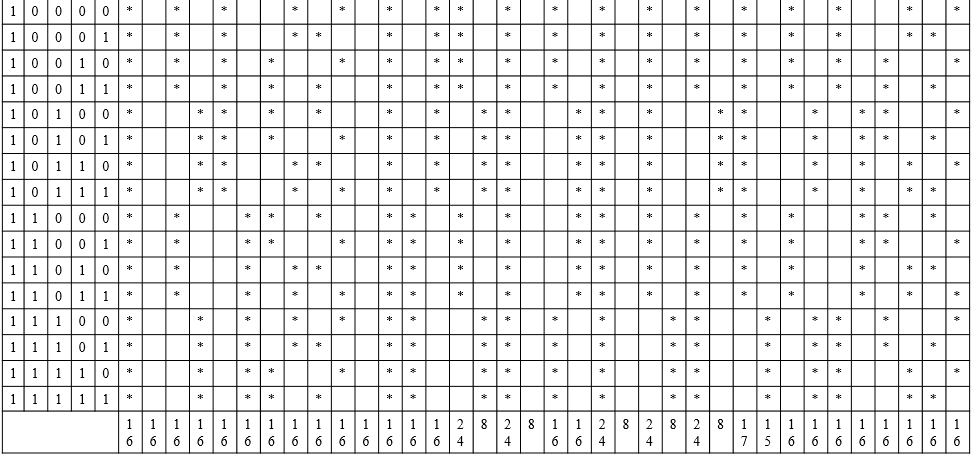 1 0 0 0 0 * * * * * * * * * * * * * * * * * *
1 0 0 0 1 * * * * * * * * * * * * * * * * * *
1 0 0 1 0 * * * * * * * * * * * * * * * * * *
1 0 0 1 1 * * * * * * * * * * * * * * * * * *
1 0 1 0 0 * * * * * * * * * * * * * * * * * *
1 0 1 0 1 * * * * * * * * * * * * * * * * * *
1 0 1 1 0 * * * * * * * * * * * * * * * * * *
1 0 1 1 1 * * * * * * * * * * * * * * * * * *
1 1 0 0 0 * * * * * * * * * * * * * * * * * *
1 1 0 0 1 * * * * * * * * * * * * * * * * * *
1 1 0 1 0 * * * * * * * * * * * * * * * * * *
1 1 0 1 1 * * * * * * * * * * * * * * * * * *
1 1 1 0 0 * * * * * * * * * * * * * * * * * *
1 1 1 0 1 * * * * * * * * * * * * * * * * * *
1 1 1 1 0 * * * * * * * * * * * * * * * * * *
1 1 1 1 1 * * * * * * * * * * * * * * * * * *
16 16 16 16 16 16 16 16 16 16 16 16 16 16 24 8 24 8 16 16 24 8 24 8 24 8 17 15 16 16 16 16 16 16 16 16